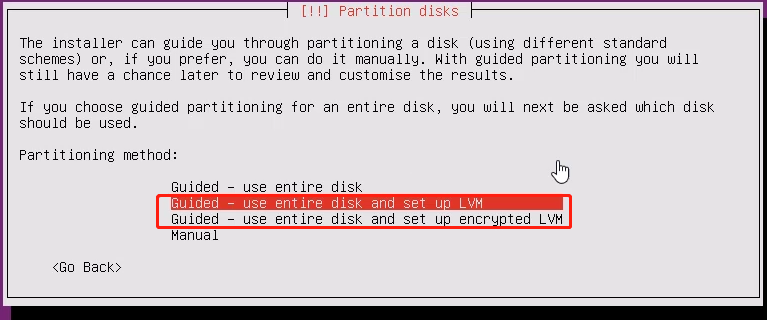 [!!] Partition disks
The installer can guide you through partitioning a disk (using different standard
schemes) or, if you prefer, you can do it manually. With guided partitioning you will
still have a chance later to review and customise the results.
If you choose guided partitioning for an entire disk, you will next be asked which disk
should be used.
Partitioning method:
Guided – use entire disk
Guided – use entire disk and set up LVM
Guided – use entire disk and set up encrypted LVM
Manual
<Go Back>